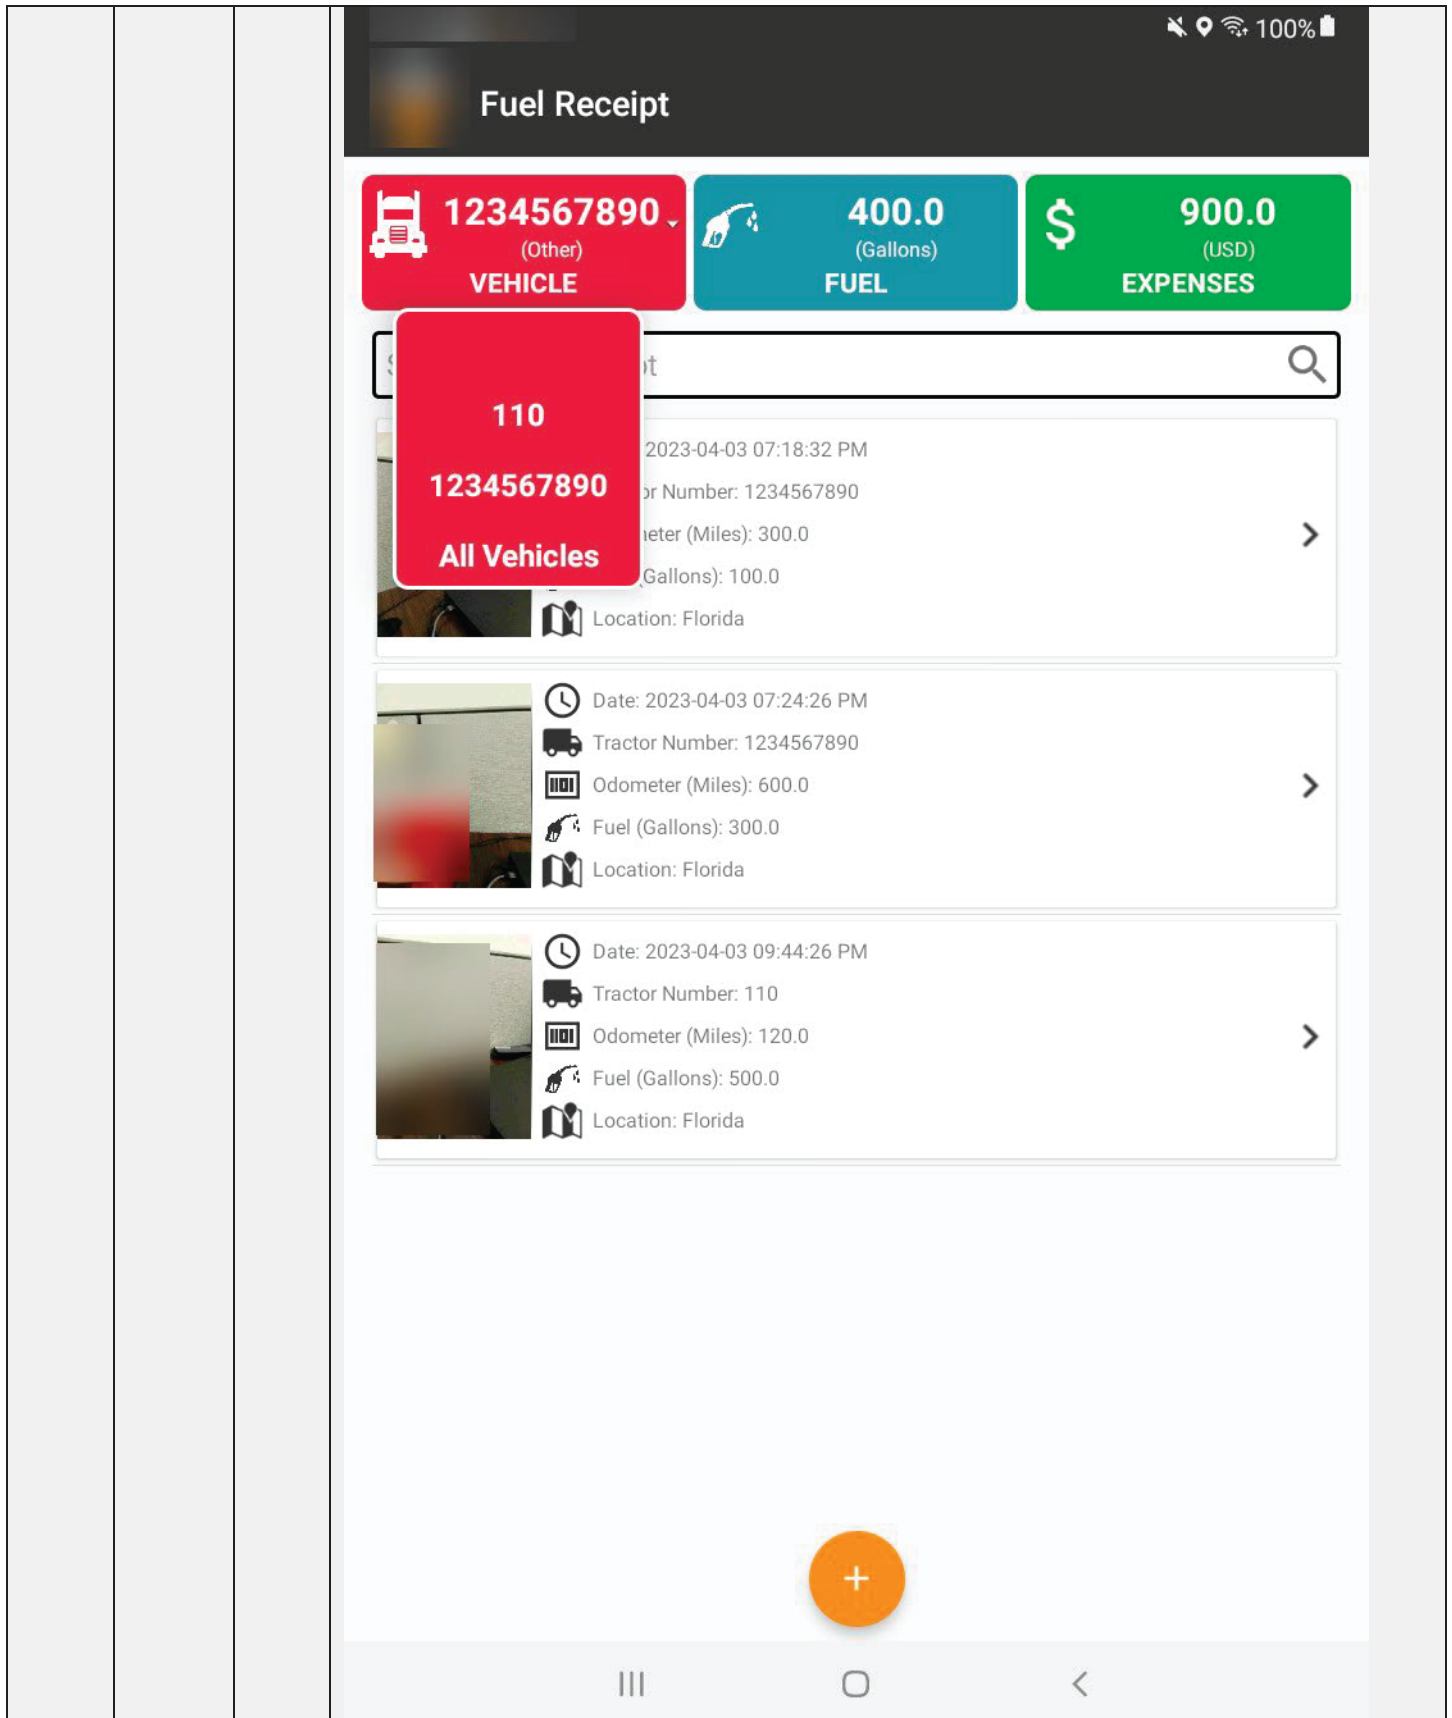 100%
Fuel Receipt
1234567890
(Other)
VEHICLE
400.0
(Gallons)
FUEL
$
900.0
(USD)
EXPENSES
110
1234567890
All Vehicles
2023-04-03 07:18:32 PM
Number: 1234567890
(Miles): 300.0
(Gallons): 100.0
Location: Florida
Date: 2023-04-03 07:24:26 PM
Tractor Number: 1234567890
Odometer (Miles): 600.0
Fuel (Gallons): 300.0
Location: Florida
Date: 2023-04-03 09:44:26 PM
Tractor Number: 110
Odometer (Miles): 120.0
Fuel (Gallons): 500.0
Location: Florida
+